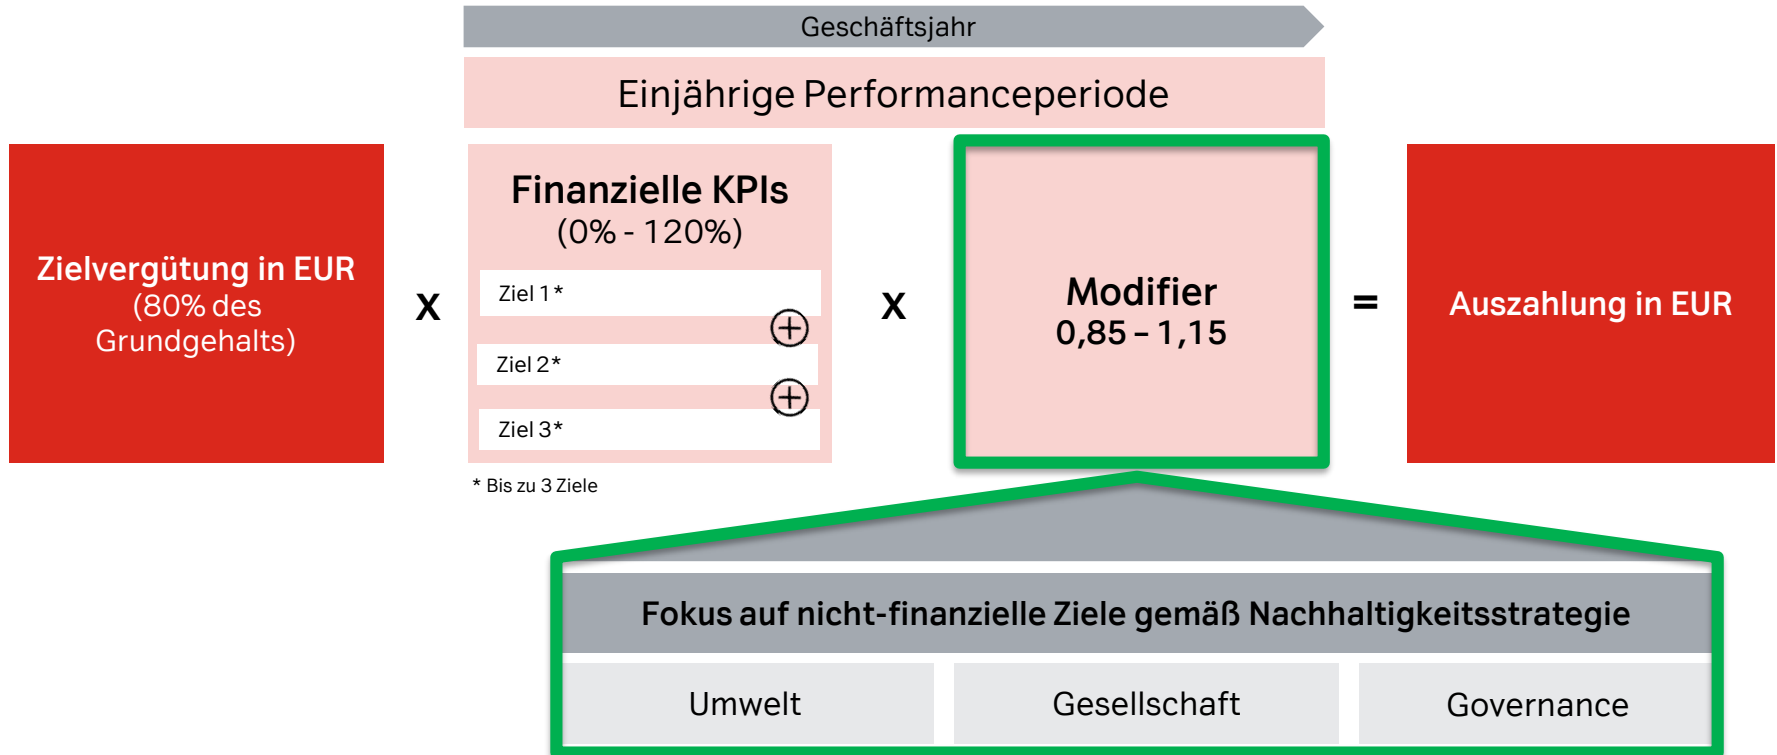 Geschäftsjahr
Einjährige Performanceperiode
Zielvergütung in EUR
(80% des
Grundgehalts)
X
Finanzielle KPIs
(0% - 120%)
Ziel 1*
+
Ziel 2*
+
Ziel 3*
* Bis zu 3 Ziele
X
Modifier
0,85 – 1,15
=
Auszahlung in EUR
Fokus auf nicht-finanzielle Ziele gemäß Nachhaltigkeitsstrategie
Umwelt
Gesellschaft
Governance